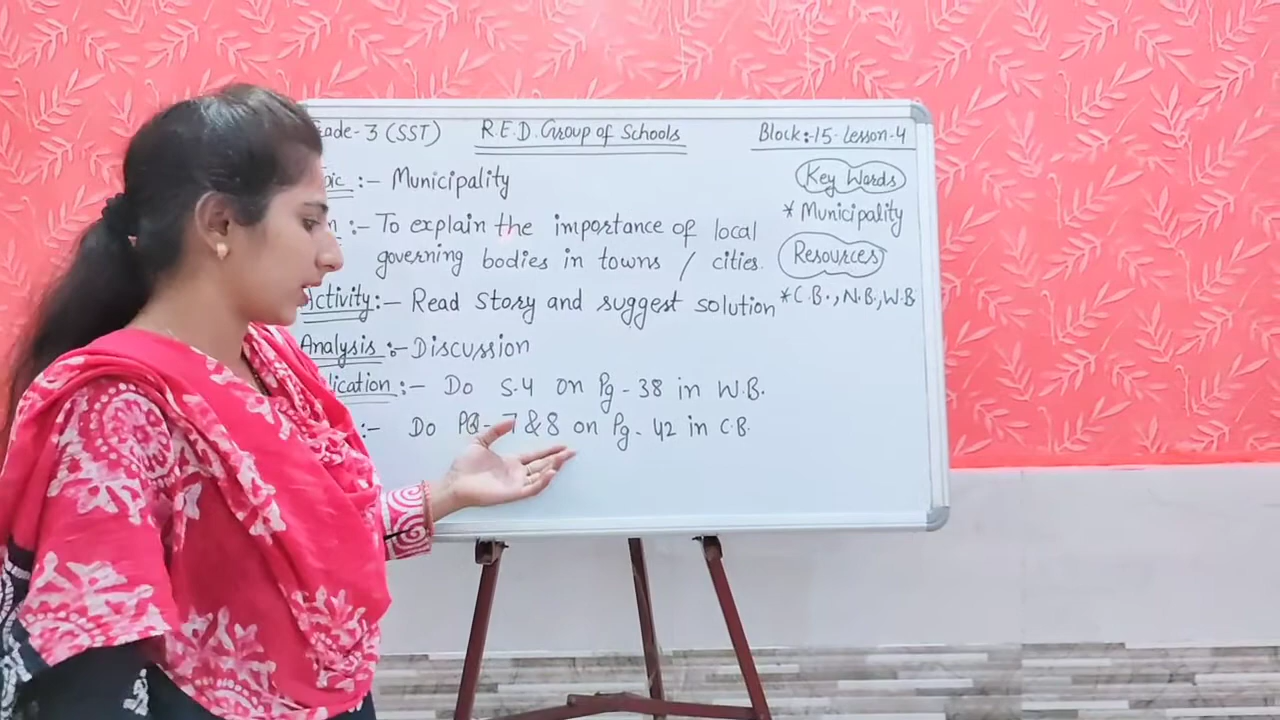 ade-3 (SST) R.E.D. Group of Schools Block:-15- Lesson-4
pic :- Municipality
:- To explain the importance of local
governing bodies in towns / cities.
Activity:- Read Story and suggest solution
Analysis :- Discussion
lication :- Do S.4 on Pg-38 in W.B.
:- Do PQ-7 & 8 on Pg-42 in C.B.
Key Words
* Municipality
Resources
* C.B., N.B., W.B